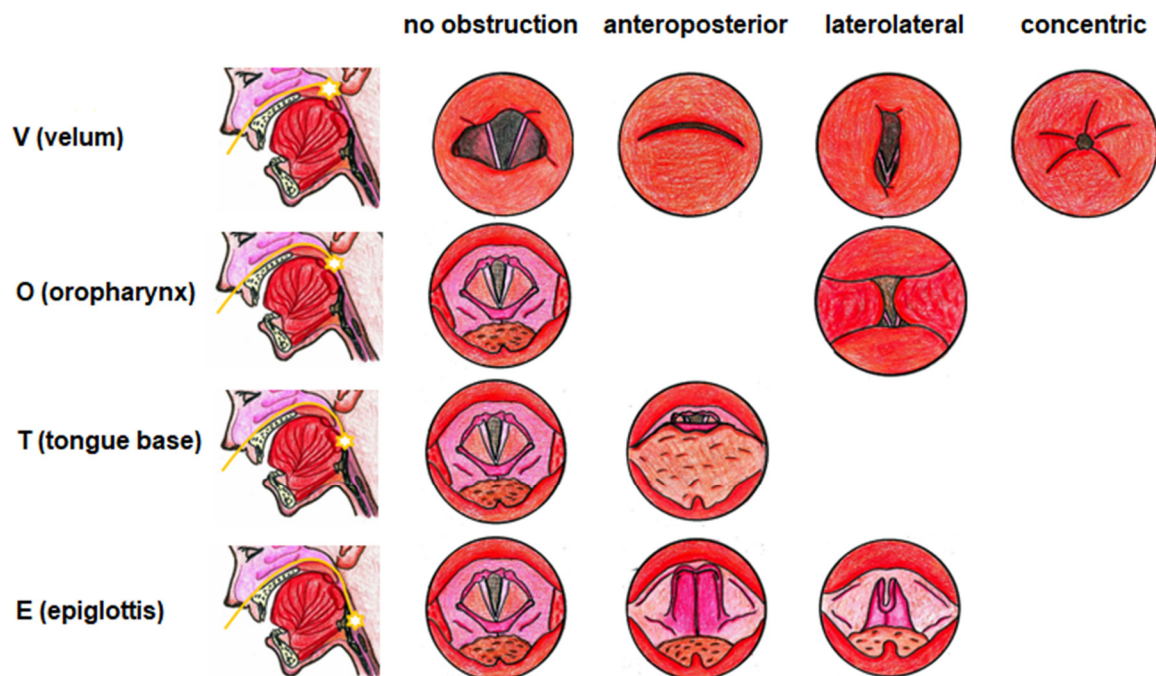 no obstruction anteroposterior laterolateral concentric
V (velum)
O (oropharynx)
T (tongue base)
E (epiglottis)